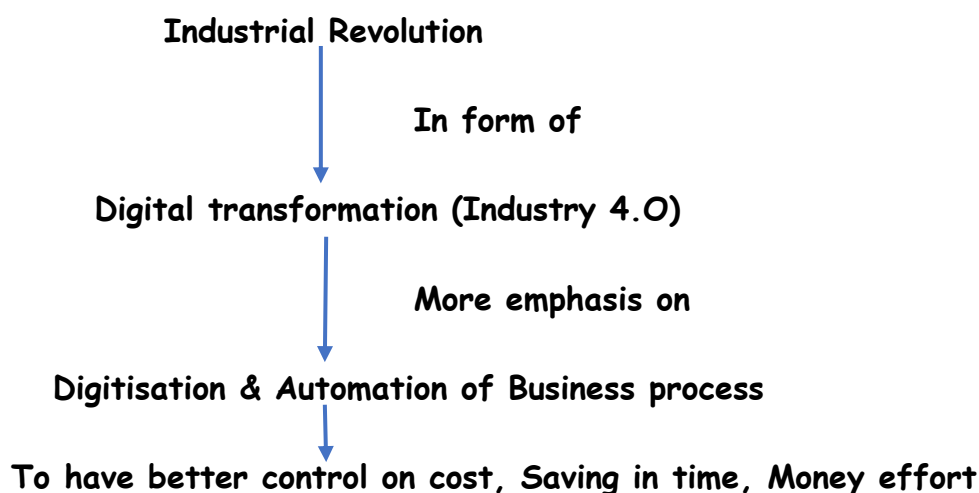 Industrial Revolution
In form of
Digital transformation (Industry 4.O)
More emphasis on
Digitisation & Automation of Business process
To have better control on cost, Saving in time, Money effort